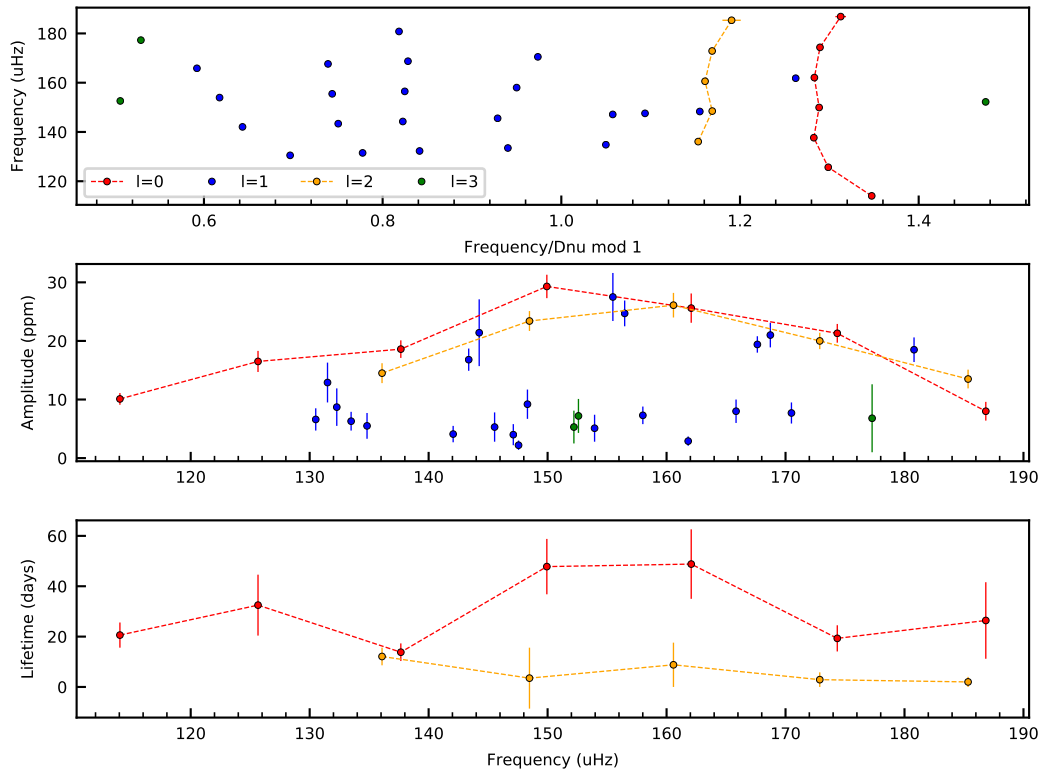 Frequency (uHz)
180
160
140
120
l=0 l=1 l=2 l=3
0.6 0.8 1.0 1.2 1.4
Frequency/Dnu mod 1
Amplitude (ppm)
30
20
10
0
120 130 140 150 160 170 180 190
Lifetime (days)
60
40
20
0
120 130 140 150 160 170 180 190
Frequency (uHz)